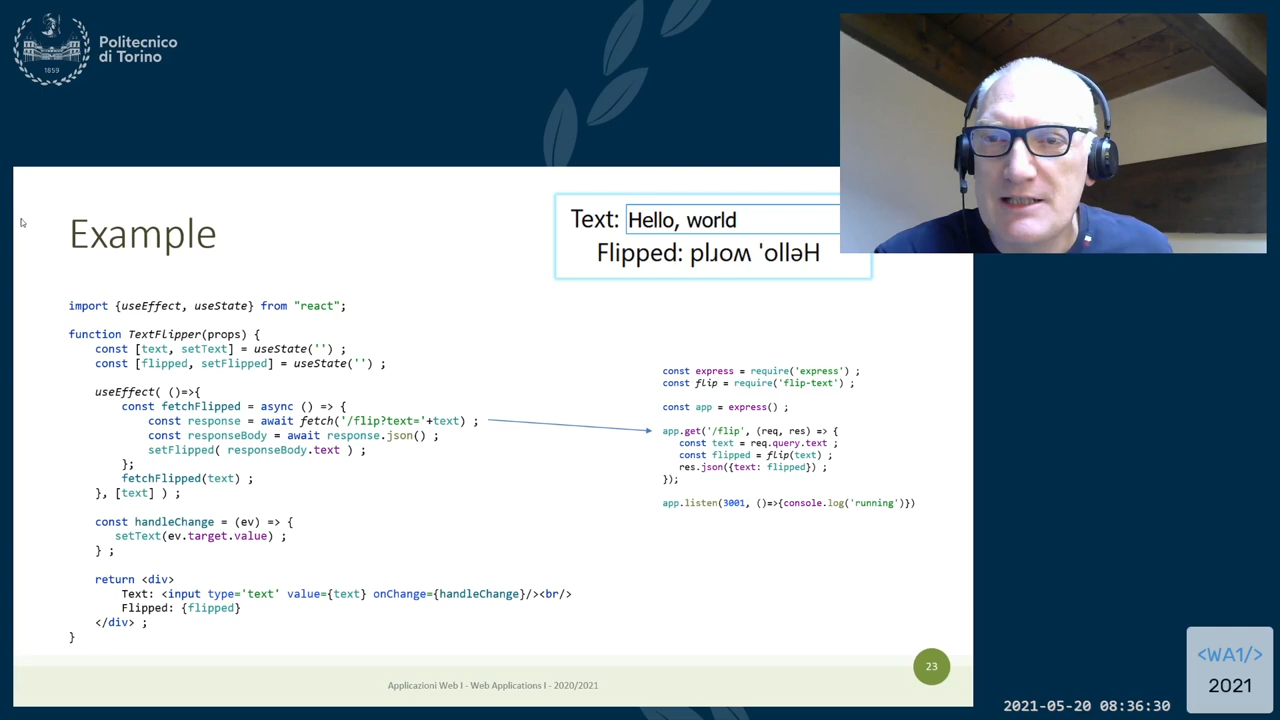 Politecnico
di Torino
1859
Example
Text: Hello, world
Flipped: plɹoʍ 'ollǝH
import {useEffect, useState} from "react";
function TextFlipper(props) {
const [text, setText] = useState('') ;
const [flipped, setFlipped] = useState('') ;
useEffect( ()=>{
const fetchFlipped = async () => {
const response = await fetch('/flip?text='+text) ;
const responseBody = await response.json() ;
setFlipped( responseBody.text ) ;
};
fetchFlipped(text) ;
}, [text] ) ;
const handleChange = (ev) => {
setText(ev.target.value) ;
} ;
return <div>
Text: <input type='text' value={text} onChange={handleChange}/><br/>
Flipped: {flipped}
</div> ;
}
const express = require('express') ;
const flip = require('flip-text') ;
const app = express() ;
app.get('/flip', (req, res) => {
const text = req.query.text ;
const flipped = flip(text) ;
res.json({text: flipped}) ;
});
app.listen(3001, ()=>{console.log('running')})
23
Applicazioni Web I - Web Applications I - 2020/2021
<WA1/>
2021
2021-05-20 08:36:30